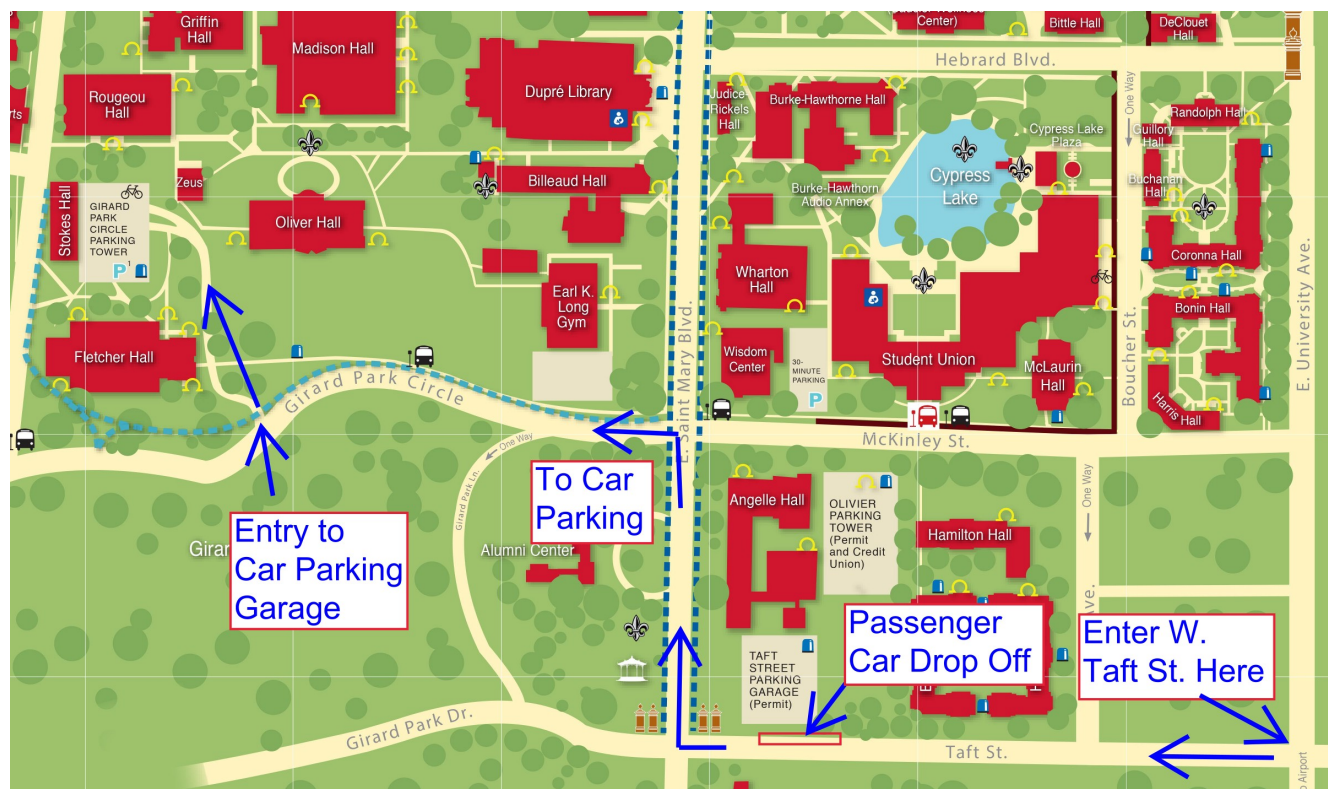 Griffin
Hall
Madison Hall
Center)
Bittle Hall
DeClouet
Hall
Hebrard Blvd.
Rougeou
Hall
rts
Dupré Library
Judice-
Rickels
Hall
Burke-Hawthorne Hall
One Way
Randolph Hall
Cypress Lake
Plaza
Guillory
Hall
Zeus
Billeaud Hall
Cypress
Lake
Buchanan
Hall
Burke-Hawthorn
Audio Annex
Stokes Hall
GIRARD
PARK
CIRCLE
PARKING
TOWER
P1
Oliver Hall
Coronna Hall
Wharton
Hall
Earl K.
Long
Gym
E. Saint Mary Blvd.
Boucher St.
Bonin Hall
E. University Ave.
Fletcher Hall
Wisdom
Center
30-
MINUTE
PARKING
P
Student Union
McLaurin
Hall
Girard Park Circle
Harris Hall
McKinley St.
One Way
Girard Park Ln.
To Car
Parking
Angelle Hall
OLIVIER
PARKING
TOWER
(Permit
and Credit
Union)
One Way
Hamilton Hall
Entry to
Car Parking
Garage
Girar
Alumni Center
Ave.
Passenger
Car Drop Off
Enter W.
Taft St. Here
TAFT
STREET
PARKING
GARAGE
(Permit)
E
H
Girard Park Dr.
Taft St.
o Airport